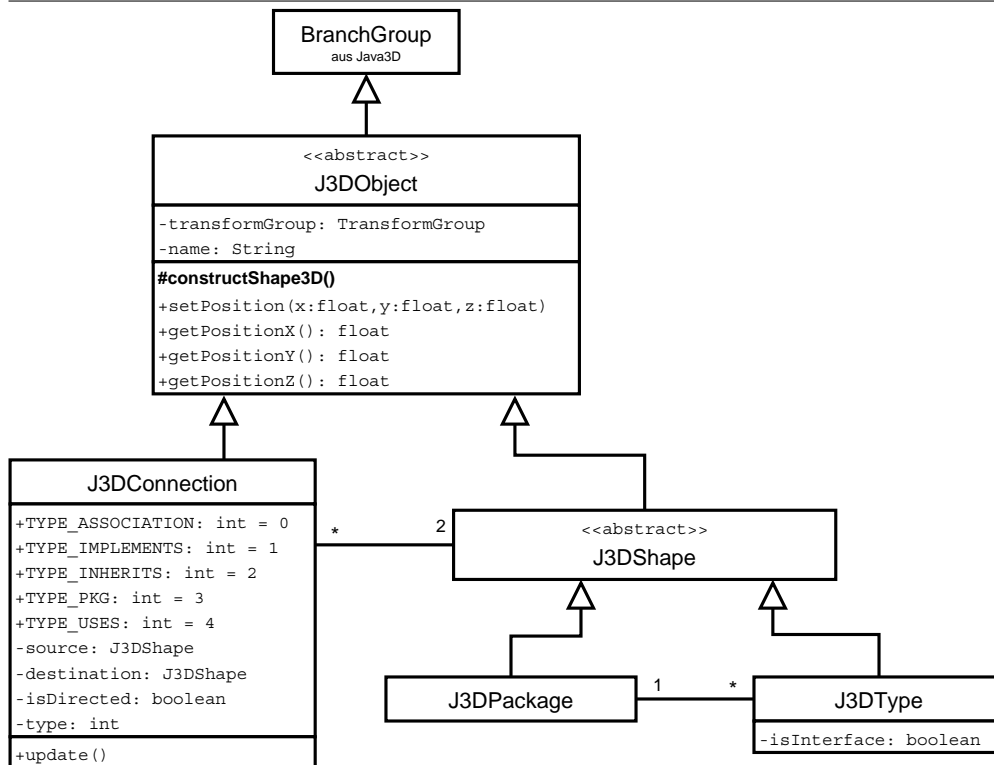 BranchGroup
aus Java3D
<<abstract>>
J3DObject
-transformGroup: TransformGroup
-name: String
#constructShape3D()
+setPosition(x:float,y:float,z:float)
+getPositionX(): float
+getPositionY(): float
+getPositionZ(): float
J3DConnection
+TYPE_ASSOCIATION: int = 0
+TYPE_IMPLEMENTS: int = 1
+TYPE_INHERITS: int = 2
+TYPE_PKG: int = 3
+TYPE_USES: int = 4
-source: J3DShape
-destination: J3DShape
-isDirected: boolean
-type: int
+update()
* 2
<<abstract>>
J3DShape
J3DPackage
1 *
J3DType
-isInterface: boolean